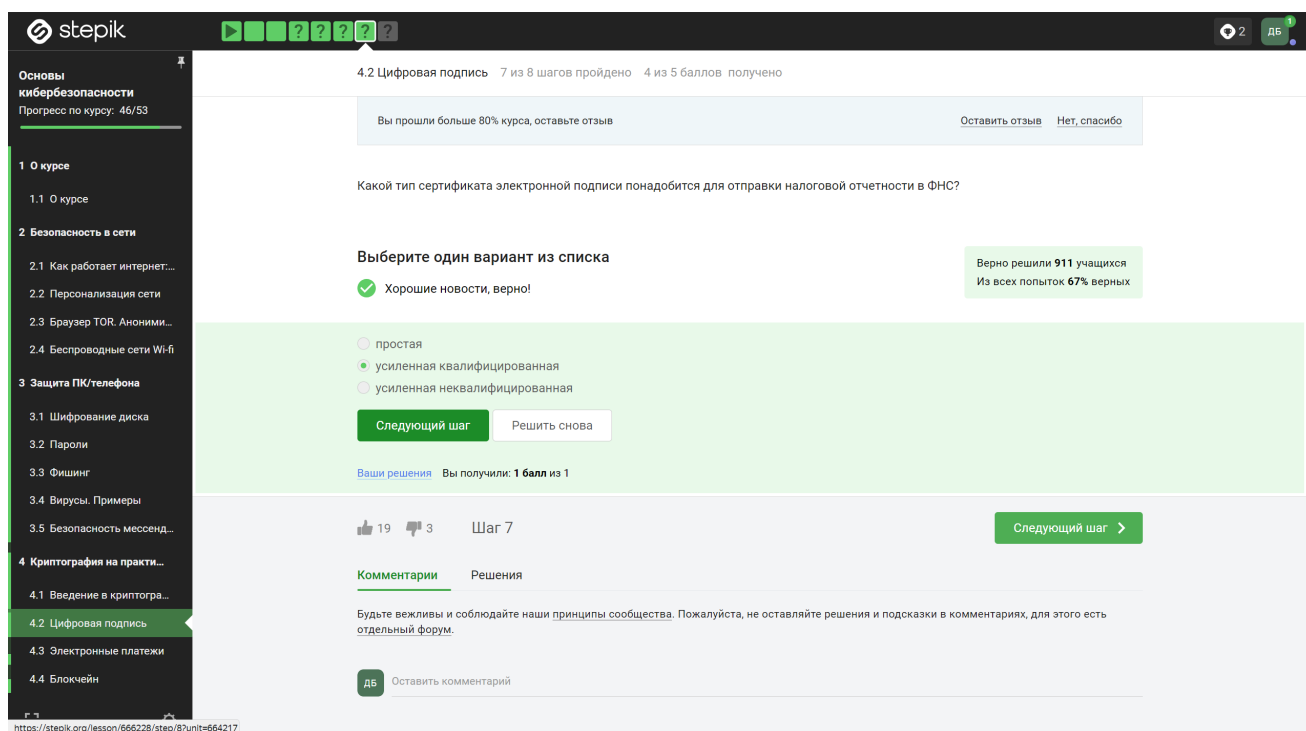 stepik
? ? ? ? ?
2
ДБ
1
Основы
кибербезопасности
Прогресс по курсу: 46/53
1 О курсе
1.1 О курсе
2 Безопасность в сети
2.1 Как работает интернет:...
2.2 Персонализация сети
2.3 Браузер TOR. Аноними...
2.4 Беспроводные сети Wi-fi
3 Защита ПК/телефона
3.1 Шифрование диска
3.2 Пароли
3.3 Фишинг
3.4 Вирусы. Примеры
3.5 Безопасность мессенд...
4 Криптография на практи...
4.1 Введение в криптогра...
4.2 Цифровая подпись
4.3 Электронные платежи
4.4 Блокчейн
https://stepik.org/lesson/666228/step/8?unit=664217
4.2 Цифровая подпись 7 из 8 шагов пройдено 4 из 5 баллов получено
Вы прошли больше 80% курса, оставьте отзыв
Оставить отзыв Нет, спасибо
Какой тип сертификата электронной подписи понадобится для отправки налоговой отчетности в ФНС?
Выберите один вариант из списка
Хорошие новости, верно!
Верно решили 911 учащихся
Из всех попыток 67% верных
простая
усиленная квалифицированная
усиленная неквалифицированная
Следующий шаг Решить снова
Ваши решения Вы получили: 1 балл из 1
19 3 Шаг 7
Следующий шаг
Комментарии Решения
Будьте вежливы и соблюдайте наши принципы сообщества. Пожалуйста, не оставляйте решения и подсказки в комментариях, для этого есть
отдельный форум.
ДБ Оставить комментарий